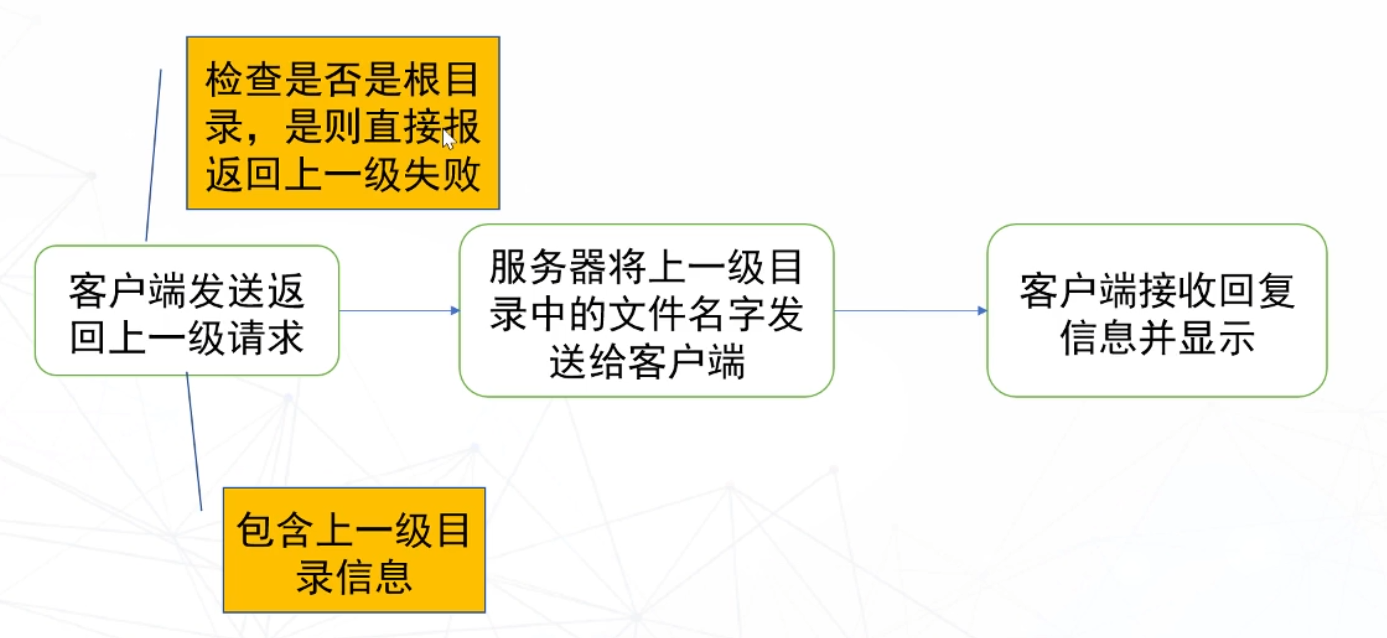 检查是否是根目
录，是则直接报
返回上一级失败
客户端发送返
回上一级请求
服务器将上一级目
录中的文件名字发
送给客户端
客户端接收回复
信息并显示
包含上一级目
录信息